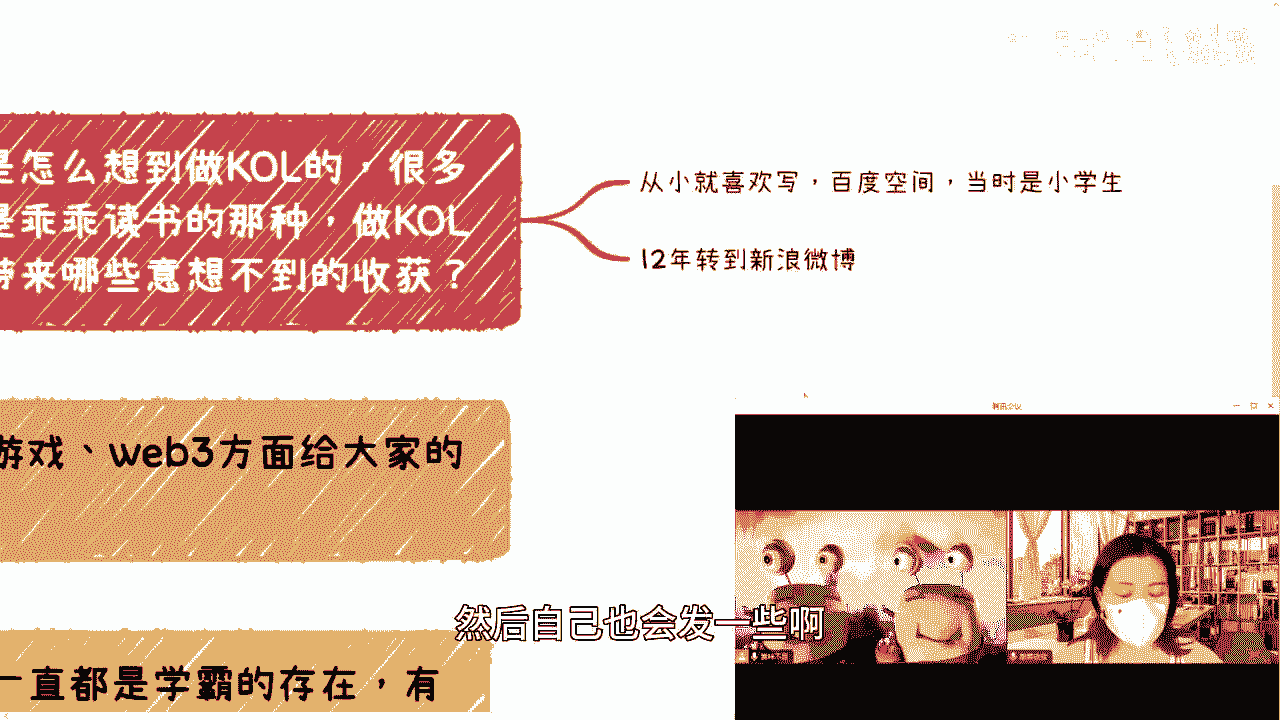 是怎么想到做KOL的，很多
是乖乖读书的那种，做KOL
带来哪些意想不到的收获？
从小就喜欢写，百度空间，当时是小学生
12年转到新浪微博
游戏、web3方面给大家的
腾讯会议
然后自己也会发一些啊
一直都是学霸的存在，有